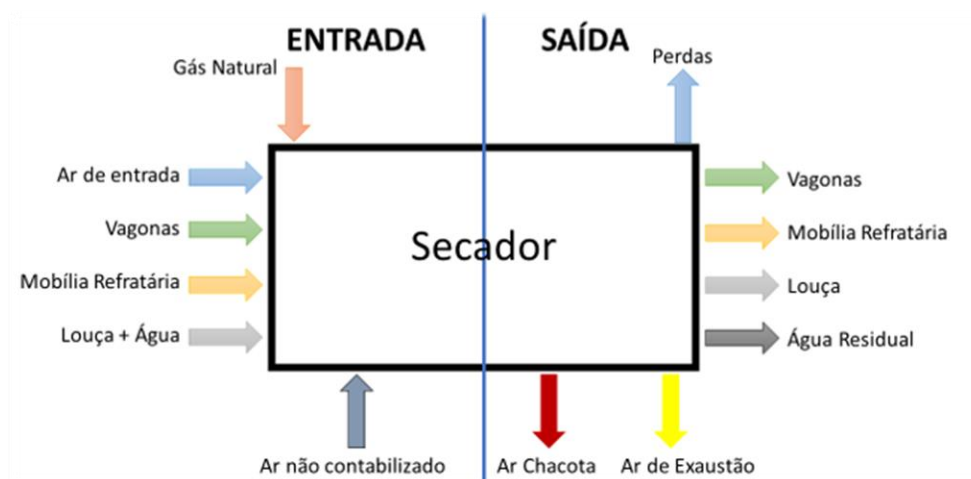 ENTRADA
SAÍDA
Gás Natural
Perdas
Ar de entrada
Vagonas
Mobília Refratária
Louça + Água
Secador
Vagonas
Mobília Refratária
Louça
Água Residual
Ar não contabilizado
Ar Chacota
Ar de Exaustão